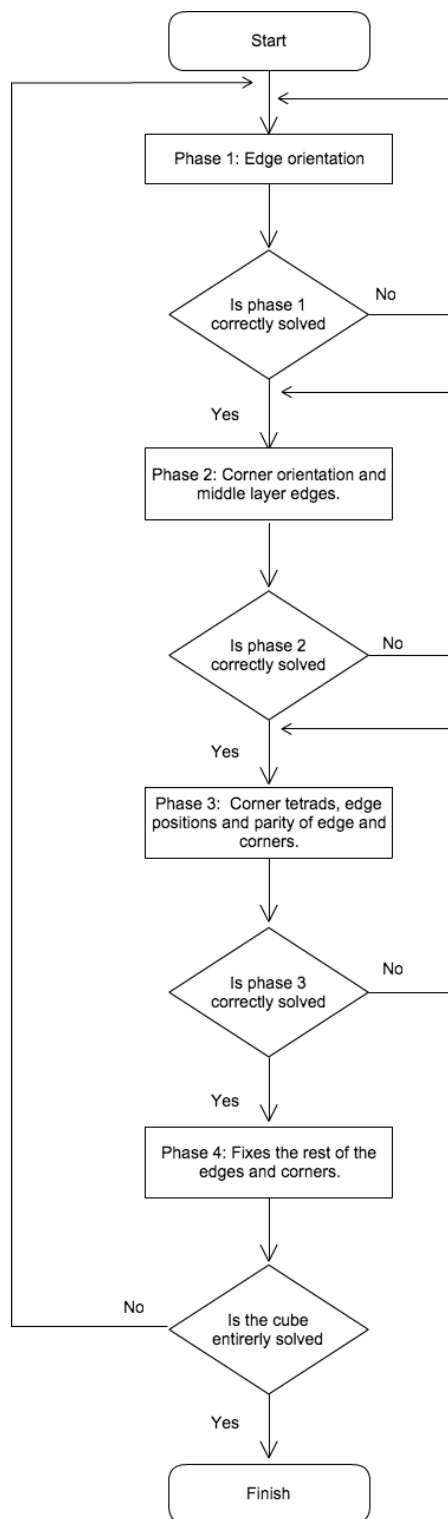 Start
Phase 1: Edge orientation
Is phase 1
correctly solved
No
Yes
Phase 2: Corner orientation and
middle layer edges.
Is phase 2
correctly solved
No
Yes
Phase 3:  Corner tetrads, edge
positions and parity of edge and
corners.
Is phase 3
correctly solved
No
Yes
Phase 4: Fixes the rest of the
edges and corners.
No
Is the cube
entirerly solved
Yes
Finish